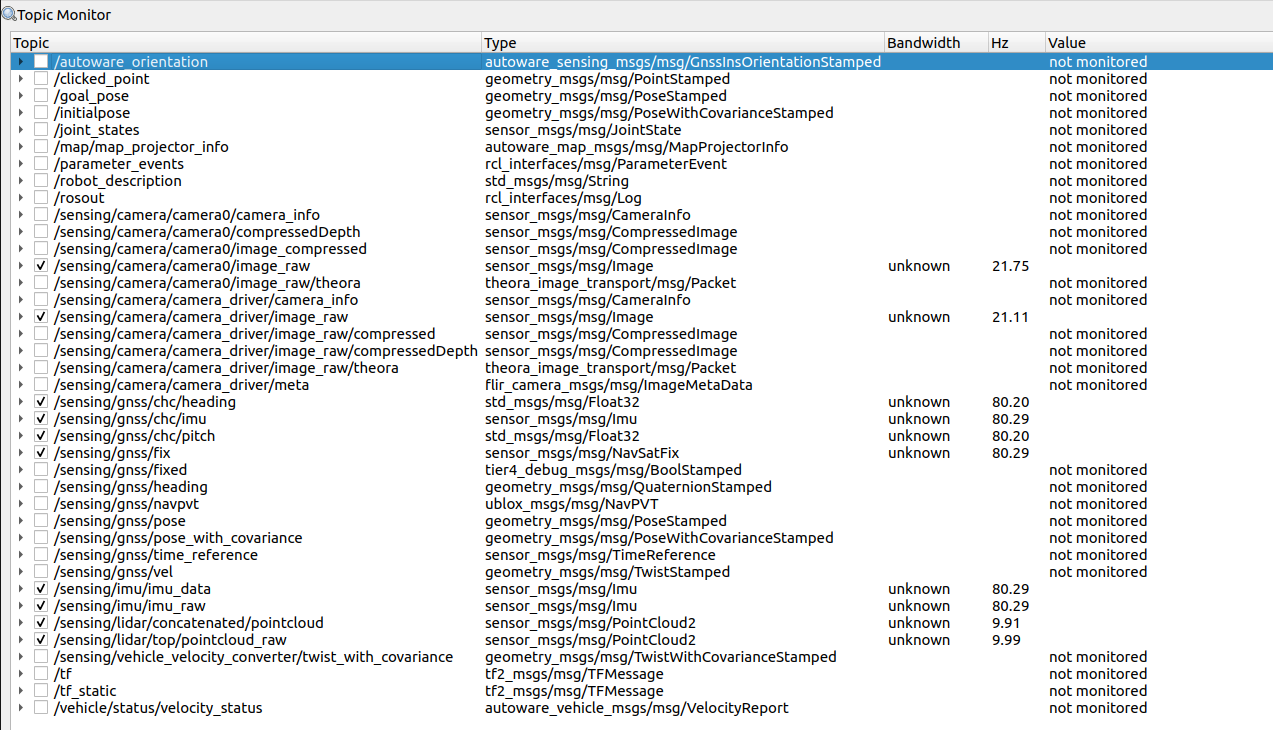 Topic Monitor
Topic Type Bandwidth Hz Value
/autoware_orientation autoware_sensing_msgs/msg/GnssInsOrientationStamped not monitored
/clicked_point geometry_msgs/msg/PointStamped not monitored
/goal_pose geometry_msgs/msg/PoseStamped not monitored
/initialpose geometry_msgs/msg/PoseWithCovarianceStamped not monitored
/joint_states sensor_msgs/msg/JointState not monitored
/map/map_projector_info autoware_map_msgs/msg/MapProjectorInfo not monitored
/parameter_events rcl_interfaces/msg/ParameterEvent not monitored
/robot_description std_msgs/msg/String not monitored
/rosout rcl_interfaces/msg/Log not monitored
/sensing/camera/camera0/camera_info sensor_msgs/msg/CameraInfo not monitored
/sensing/camera/camera0/compressedDepth sensor_msgs/msg/CompressedImage not monitored
/sensing/camera/camera0/image_compressed sensor_msgs/msg/CompressedImage not monitored
/sensing/camera/camera0/image_raw sensor_msgs/msg/Image unknown 21.75
/sensing/camera/camera0/image_raw/theora theora_image_transport/msg/Packet not monitored
/sensing/camera/camera_driver/camera_info sensor_msgs/msg/CameraInfo not monitored
/sensing/camera/camera_driver/image_raw sensor_msgs/msg/Image unknown 21.11
/sensing/camera/camera_driver/image_raw/compressed sensor_msgs/msg/CompressedImage not monitored
/sensing/camera/camera_driver/image_raw/compressedDepth sensor_msgs/msg/CompressedImage not monitored
/sensing/camera/camera_driver/image_raw/theora theora_image_transport/msg/Packet not monitored
/sensing/camera/camera_driver/meta flir_camera_msgs/msg/ImageMetaData not monitored
/sensing/gnss/chc/heading std_msgs/msg/Float32 unknown 80.20
/sensing/gnss/chc/imu sensor_msgs/msg/Imu unknown 80.29
/sensing/gnss/chc/pitch std_msgs/msg/Float32 unknown 80.20
/sensing/gnss/fix sensor_msgs/msg/NavSatFix unknown 80.29
/sensing/gnss/fixed tier4_debug_msgs/msg/BoolStamped not monitored
/sensing/gnss/heading geometry_msgs/msg/QuaternionStamped not monitored
/sensing/gnss/navpvt ublox_msgs/msg/NavPVT not monitored
/sensing/gnss/pose geometry_msgs/msg/PoseStamped not monitored
/sensing/gnss/pose_with_covariance geometry_msgs/msg/PoseWithCovarianceStamped not monitored
/sensing/gnss/time_reference sensor_msgs/msg/TimeReference not monitored
/sensing/gnss/vel geometry_msgs/msg/TwistStamped not monitored
/sensing/imu/imu_data sensor_msgs/msg/Imu unknown 80.29
/sensing/imu/imu_raw sensor_msgs/msg/Imu unknown 80.29
/sensing/lidar/concatenated/pointcloud sensor_msgs/msg/PointCloud2 unknown 9.91
/sensing/lidar/top/pointcloud_raw sensor_msgs/msg/PointCloud2 unknown 9.99
/sensing/vehicle_velocity_converter/twist_with_covariance geometry_msgs/msg/TwistWithCovarianceStamped not monitored
/tf tf2_msgs/msg/TFMessage not monitored
/tf_static tf2_msgs/msg/TFMessage not monitored
/vehicle/status/velocity_status autoware_vehicle_msgs/msg/VelocityReport not monitored